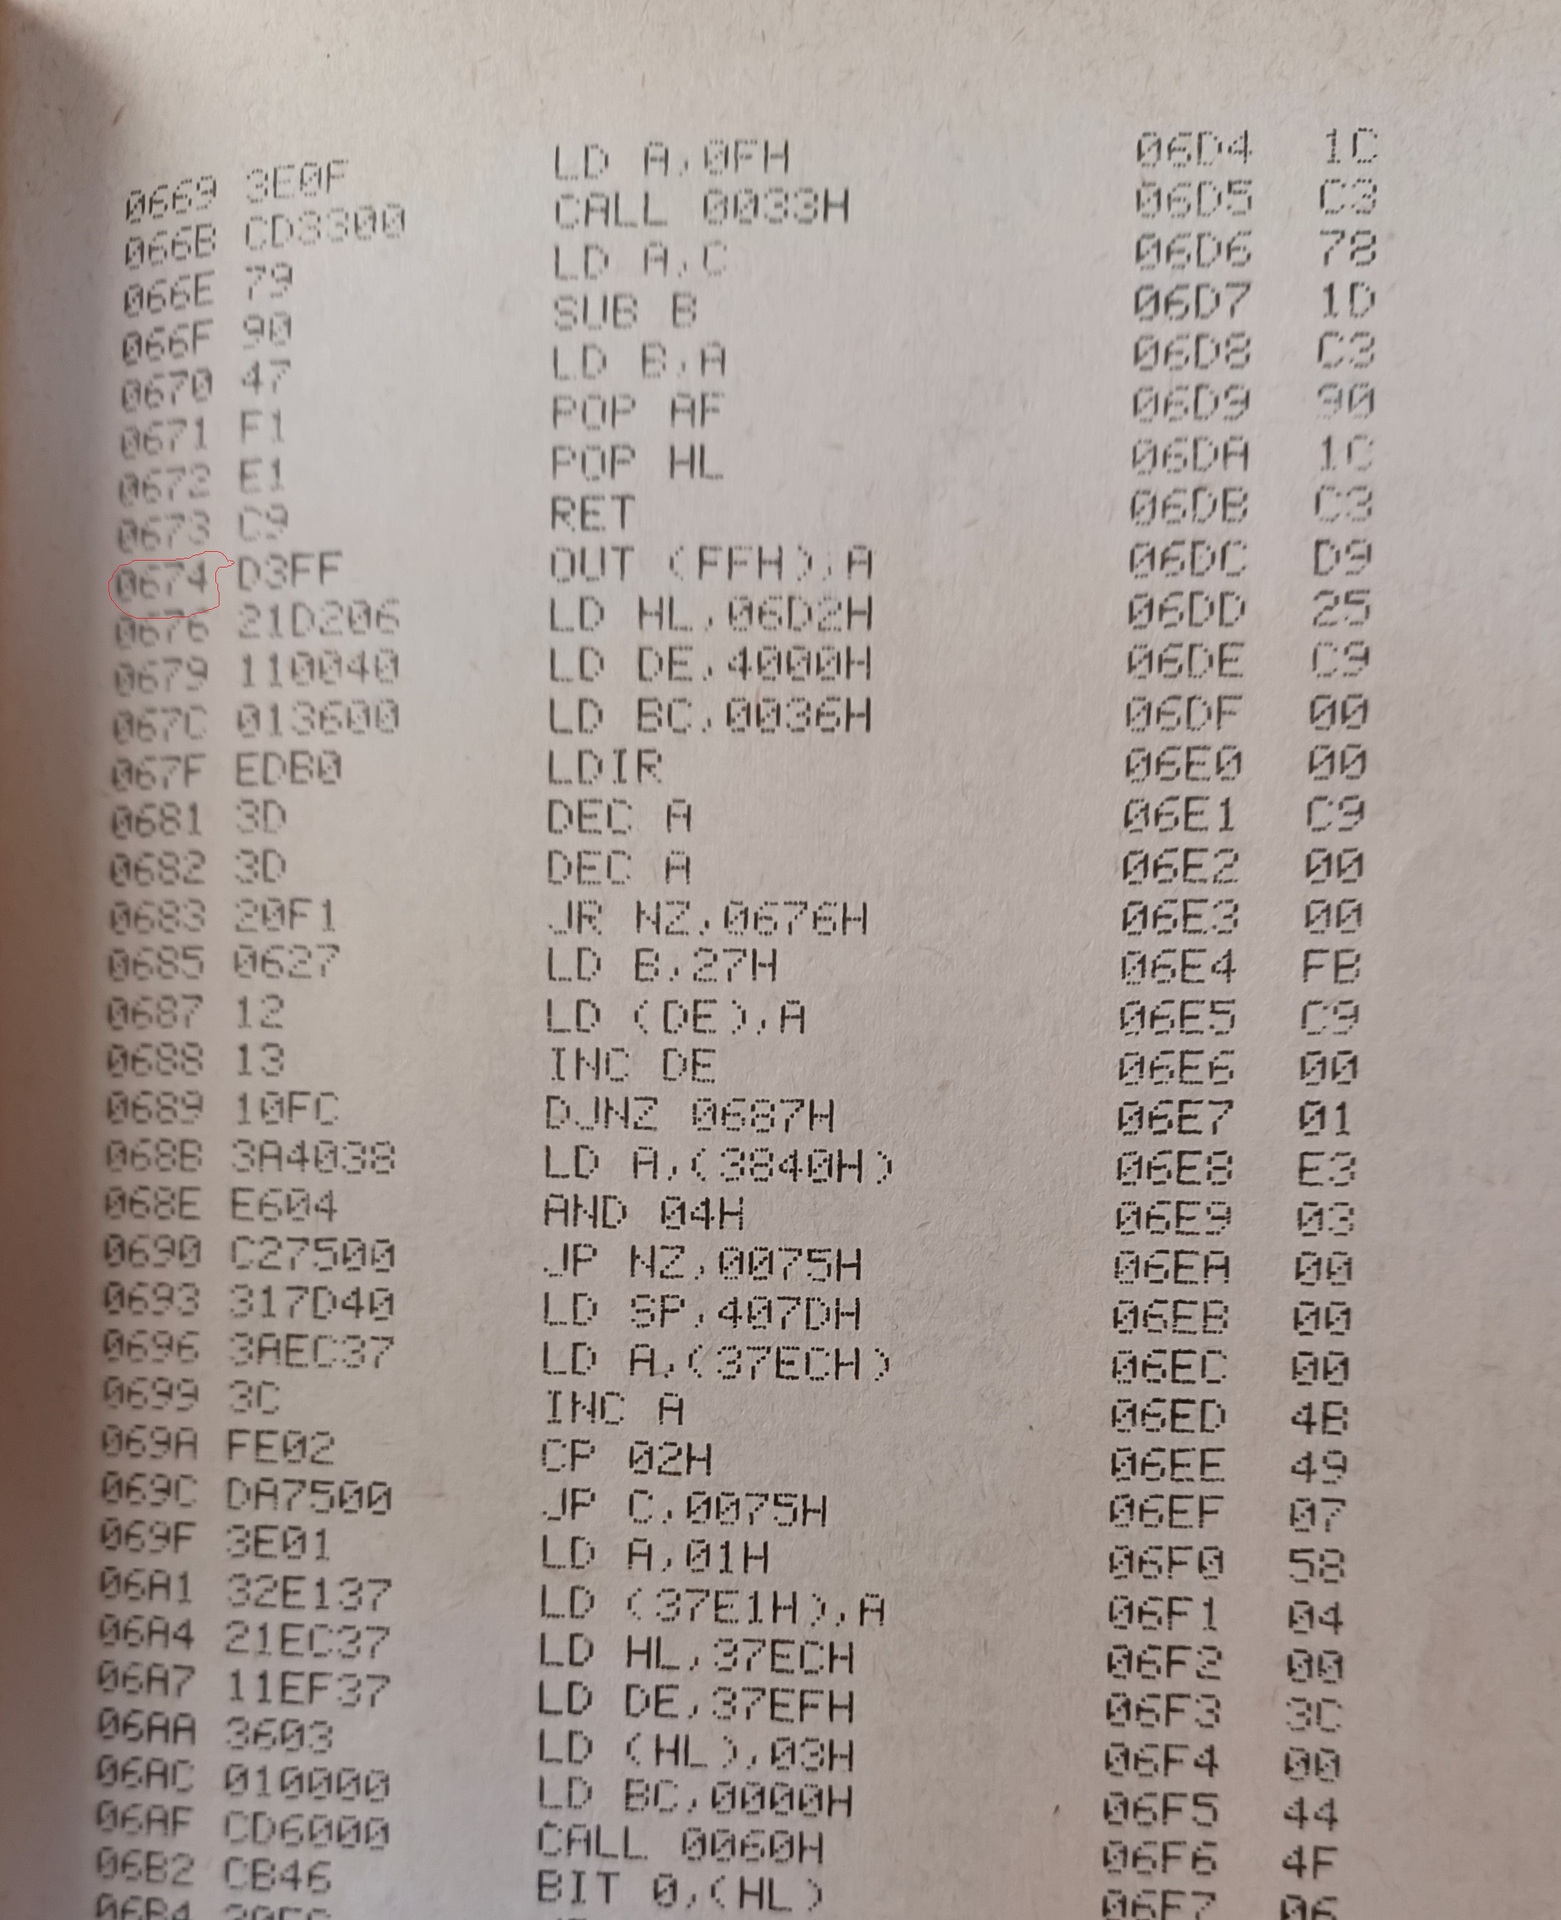 0669 3E0F LD A,0FH 06D4 1C
066B CD3300 CALL 0033H 06D5 C3
066E 79 LD A,C 06D6 78
066F 90 SUB B 06D7 1D
0670 47 LD B,A 06D8 C3
0671 F1 POP AF 06D9 90
0672 E1 POP HL 06DA 1C
0673 C9 RET 06DB C3
0674 D3FF OUT (FFH),A 06DC D9
0676 21D206 LD HL,06D2H 06DD 25
0679 110040 LD DE,4000H 06DE C9
067C 013600 LD BC,0036H 06DF 00
067F EDB0 LDIR 06E0 00
0681 3D DEC A 06E1 C9
0682 3D DEC A 06E2 00
0683 20F1 JR NZ,0676H 06E3 00
0685 0627 LD B,27H 06E4 FB
0687 12 LD (DE),A 06E5 C9
0688 13 INC DE 06E6 00
0689 10FC DJNZ 0687H 06E7 01
068B 3A4038 LD A,(3840H) 06E8 E3
068E E604 AND 04H 06E9 03
0690 C27500 JP NZ,0075H 06EA 00
0693 317D40 LD SP,407DH 06EB 00
0696 3AEC37 LD A,(37ECH) 06EC 00
0699 3C INC A 06ED 4B
069A FE02 CP 02H 06EE 49
069C DA7500 JP C,0075H 06EF 07
069F 3E01 LD A,01H 06F0 58
06A1 32E137 LD (37E1H),A 06F1 04
06A4 21EC37 LD HL,37ECH 06F2 00
06A7 11EF37 LD DE,37EFH 06F3 3C
06AA 3603 LD (HL),03H 06F4 00
06AC 010000 LD BC,0000H 06F5 44
06AF CD6000 CALL 0060H 06F6 4F
06B2 CB46 BIT 0,(HL) 06F7 06
06B4